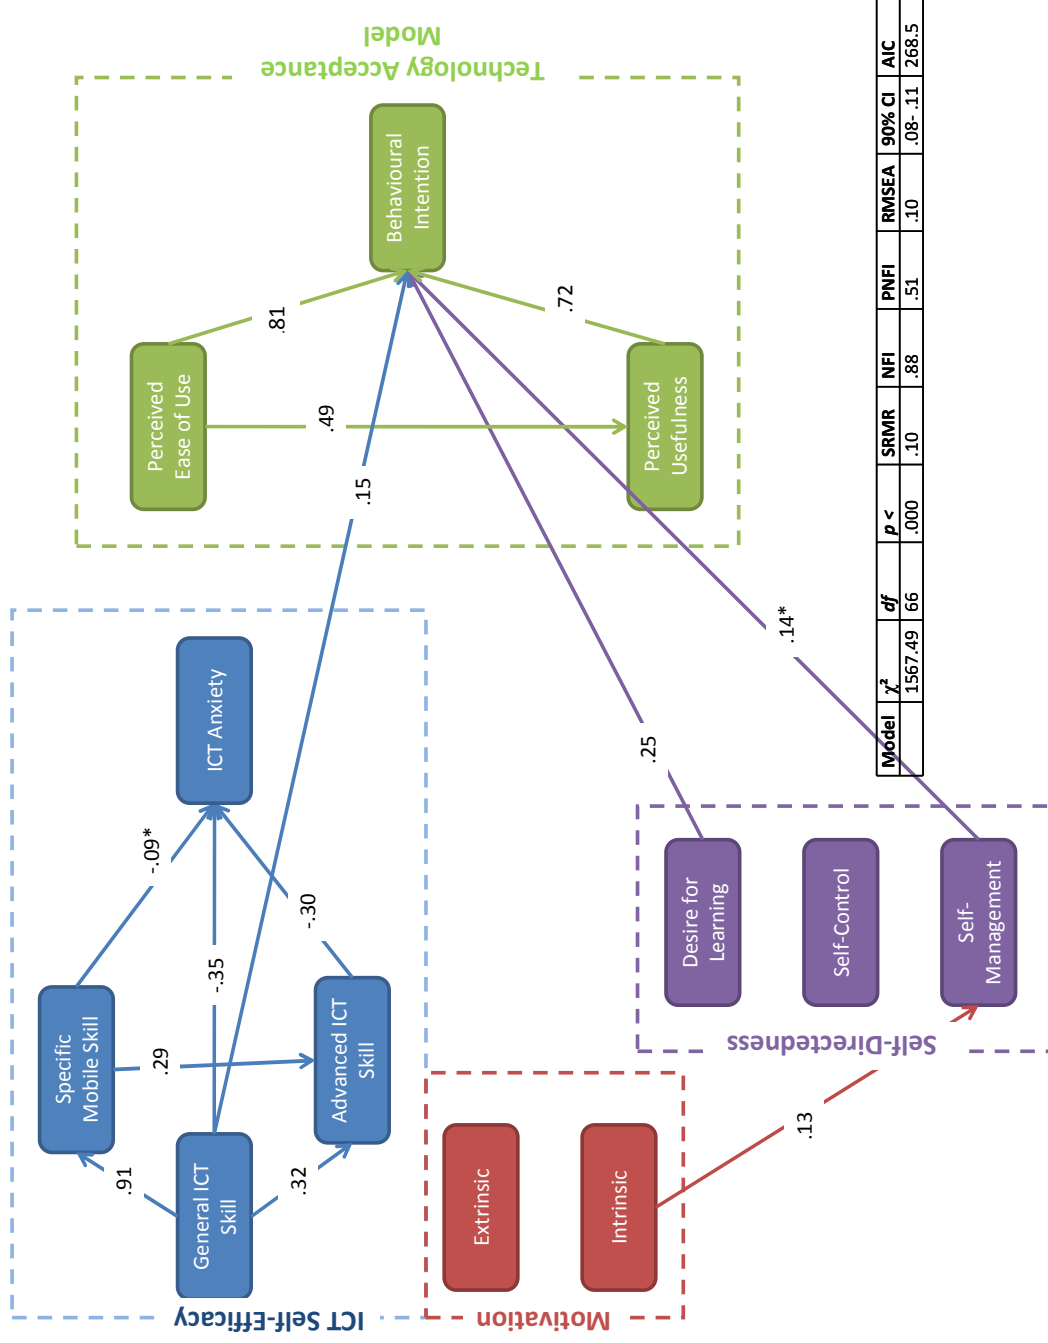 ICT Self-Efficacy
General ICT
Skill
Specific
Mobile Skill
Advanced ICT
Skill
ICT Anxiety
.91
.32
.29
-.09*
-.35
-.30
.15
Technology Acceptance
Model
Perceived
Ease of Use
Perceived
Usefulness
Behavioural
Intention
.81
.49
.72
Motivation
Extrinsic
Intrinsic
.13
Self-Directedness
Desire for
Learning
Self-Control
Self-
Management
.25
.14*
Model χ² df p < SRMR NFI PNFI RMSEA 90% CI AIC
1567.49 66 .000 .10 .88 .51 .10 .08- .11 268.5